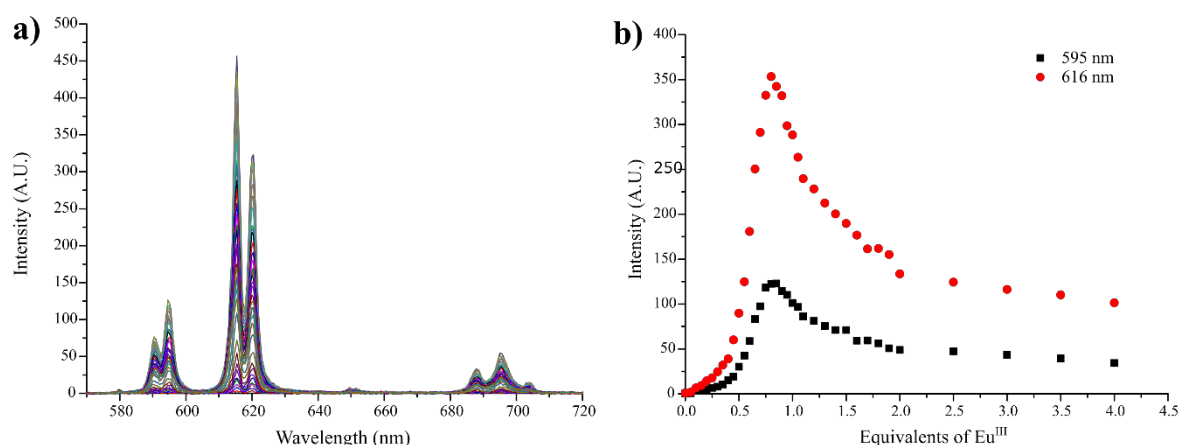 a)
500
450
400
350
300
250
200
150
100
50
0
Intensity (A.U.)
580 600 620 640 660 680 700 720
Wavelength (nm)
b)
595 nm
616 nm
400
350
300
250
200
150
100
50
0
Intensity (A.U.)
0.0 0.5 1.0 1.5 2.0 2.5 3.0 3.5 4.0 4.5
Equivalents of Eu^III